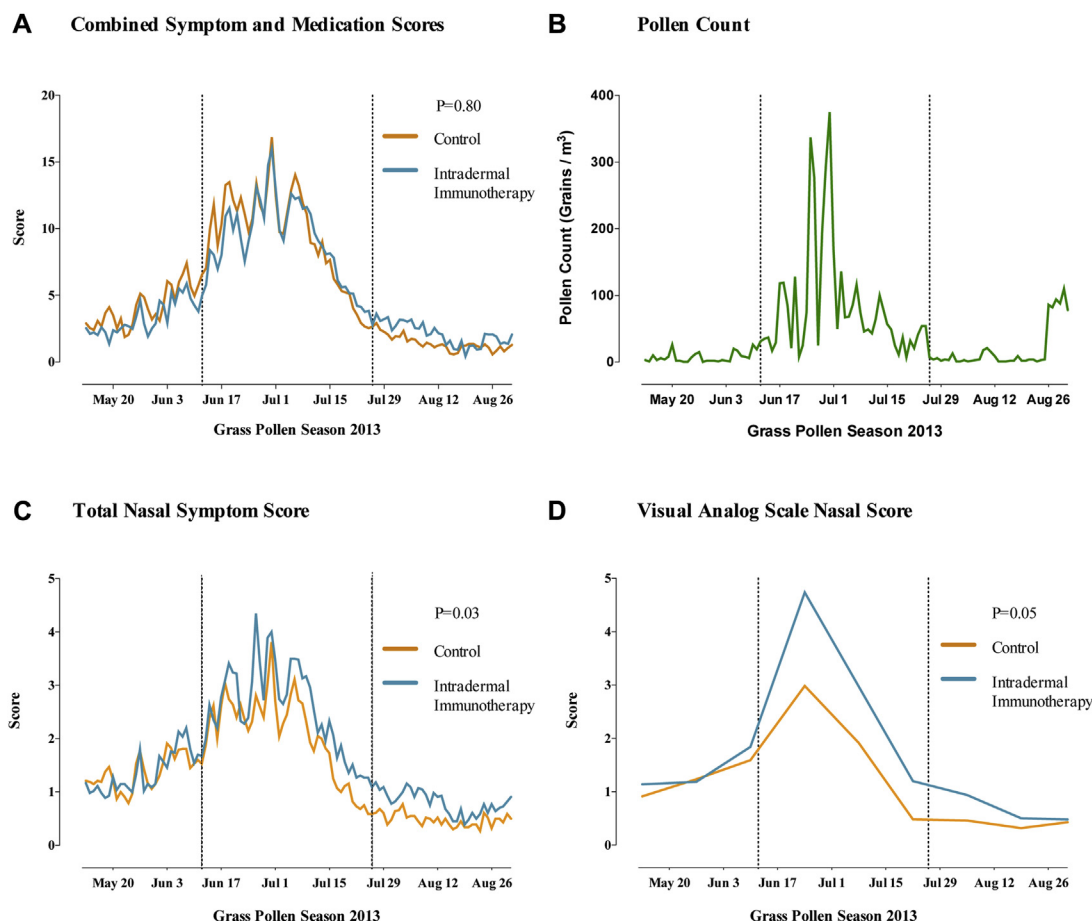 A Combined Symptom and Medication Scores
20
15
10
5
0
Score
P=0.80
Control
Intradermal
Immunotherapy
May 20 Jun 3 Jun 17 Jul 1 Jul 15 Jul 29 Aug 12 Aug 26
Grass Pollen Season 2013
B Pollen Count
400
300
200
100
0
Pollen Count (Grains / m³)
May 20 Jun 3 Jun 17 Jul 1 Jul 15 Jul 29 Aug 12 Aug 26
Grass Pollen Season 2013
C Total Nasal Symptom Score
5
4
3
2
1
0
Score
P=0.03
Control
Intradermal
Immunotherapy
May 20 Jun 3 Jun 17 Jul 1 Jul 15 Jul 29 Aug 12 Aug 26
Grass Pollen Season 2013
D Visual Analog Scale Nasal Score
5
4
3
2
1
0
Score
P=0.05
Control
Intradermal
Immunotherapy
May 20 Jun 3 Jun 17 Jul 1 Jul 15 Jul 29 Aug 12 Aug 26
Grass Pollen Season 2013